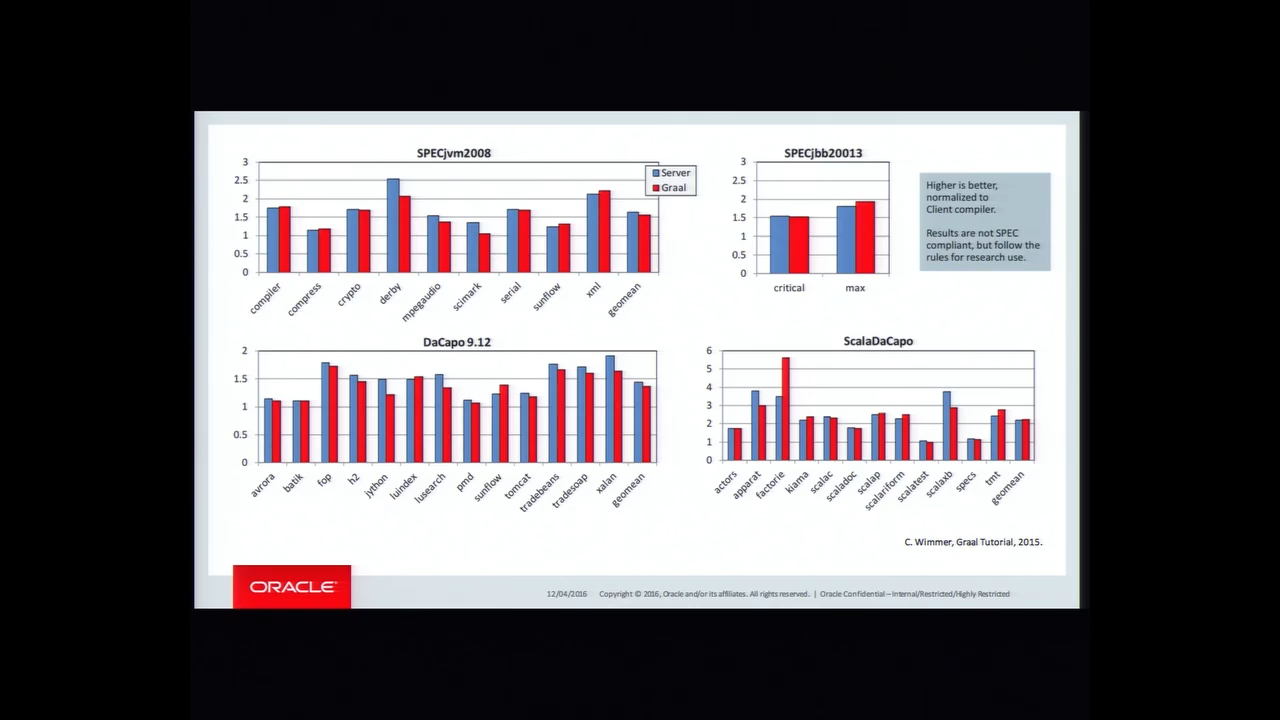 SPECjvm2008
3
2.5
2
1.5
1
0.5
0
compiler
compress
crypto
derby
mpegaudio
scimark
serial
sunflow
xml
geomean
Server
Graal
SPECjbb20013
3
2.5
2
1.5
1
0.5
0
critical
max
Higher is better,
normalized to
Client compiler.
Results are not SPEC
compliant, but follow the
rules for research use.
DaCapo 9.12
2
1.5
1
0.5
0
avrora
batik
fop
h2
jython
luindex
lusearch
pmd
sunflow
tomcat
tradebeans
tradesoap
xalan
geomean
ScalaDaCapo
6
5
4
3
2
1
0
actors
apparat
factorie
kiama
scalac
scaladoc
scalap
scalariform
scalatest
scalaxb
specs
tmt
geomean
C. Wimmer, Graal Tutorial, 2015.
ORACLE
12/04/2016 Copyright © 2016, Oracle and/or its affiliates. All rights reserved. | Oracle Confidential – Internal/Restricted/Highly Restricted